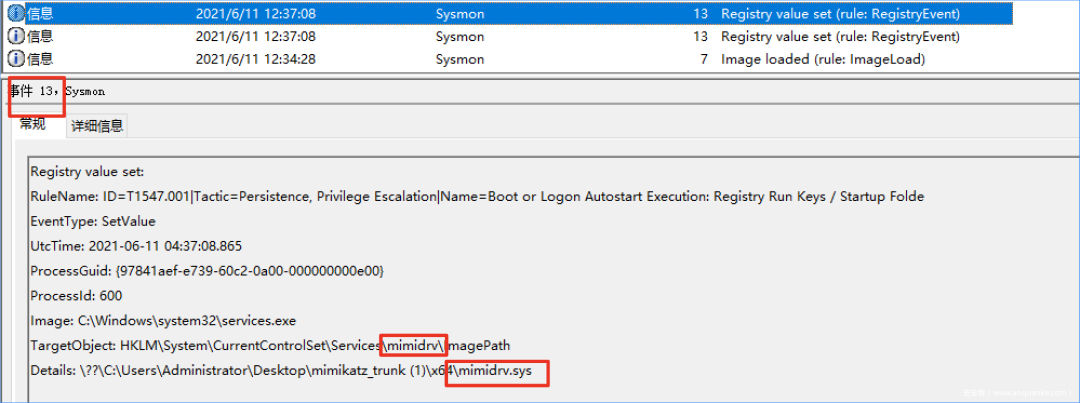 信息 2021/6/11 12:37:08 Sysmon 13 Registry value set (rule: RegistryEvent)
信息 2021/6/11 12:37:08 Sysmon 13 Registry value set (rule: RegistryEvent)
信息 2021/6/11 12:34:28 Sysmon 7 Image loaded (rule: ImageLoad)
事件 13，Sysmon
常规 详细信息
Registry value set:
RuleName: ID=T1547.001|Tactic=Persistence, Privilege Escalation|Name=Boot or Logon Autostart Execution: Registry Run Keys / Startup Folde
EventType: SetValue
UtcTime: 2021-06-11 04:37:08.865
ProcessGuid: {97841aef-e739-60c2-0a00-000000000e00}
ProcessId: 600
Image: C:\Windows\system32\services.exe
TargetObject: HKLM\System\CurrentControlSet\Services\mimidrv\ImagePath
Details: \??\C:\Users\Administrator\Desktop\mimikatz_trunk (1)\x64\mimidrv.sys